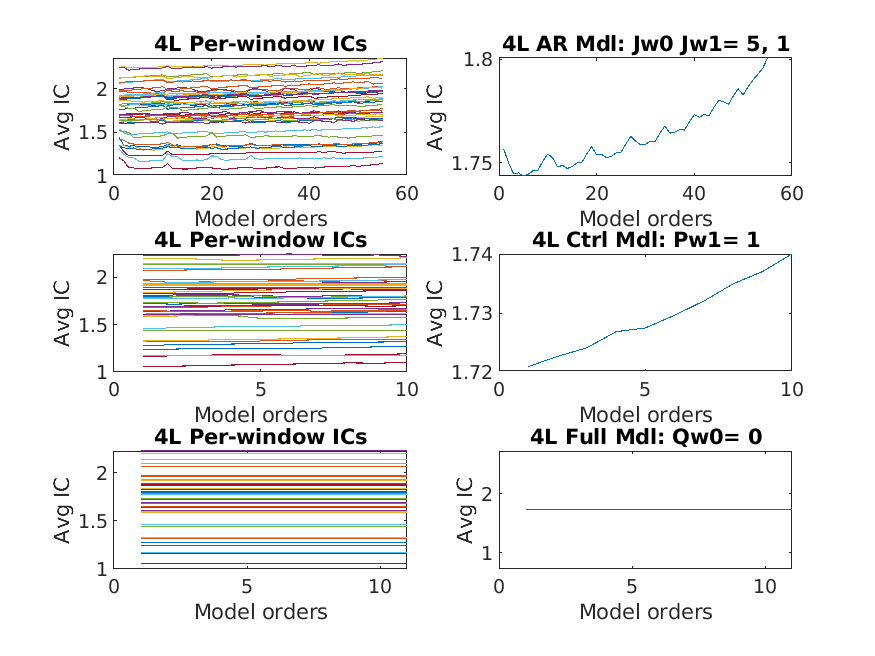 4L Per-window ICs
Avg IC
2
1.5
1
0
20
40
60
Model orders
4L AR Mdl: Jw0 Jw1= 5, 1
Avg IC
1.8
1.75
0
20
40
60
Model orders
4L Per-window ICs
Avg IC
2
1.5
1
0
5
10
Model orders
4L Ctrl Mdl: Pw1= 1
Avg IC
1.74
1.73
1.72
0
5
10
Model orders
4L Per-window ICs
Avg IC
2
1.5
1
0
5
10
Model orders
4L Full Mdl: Qw0= 0
Avg IC
2
1
0
5
10
Model orders